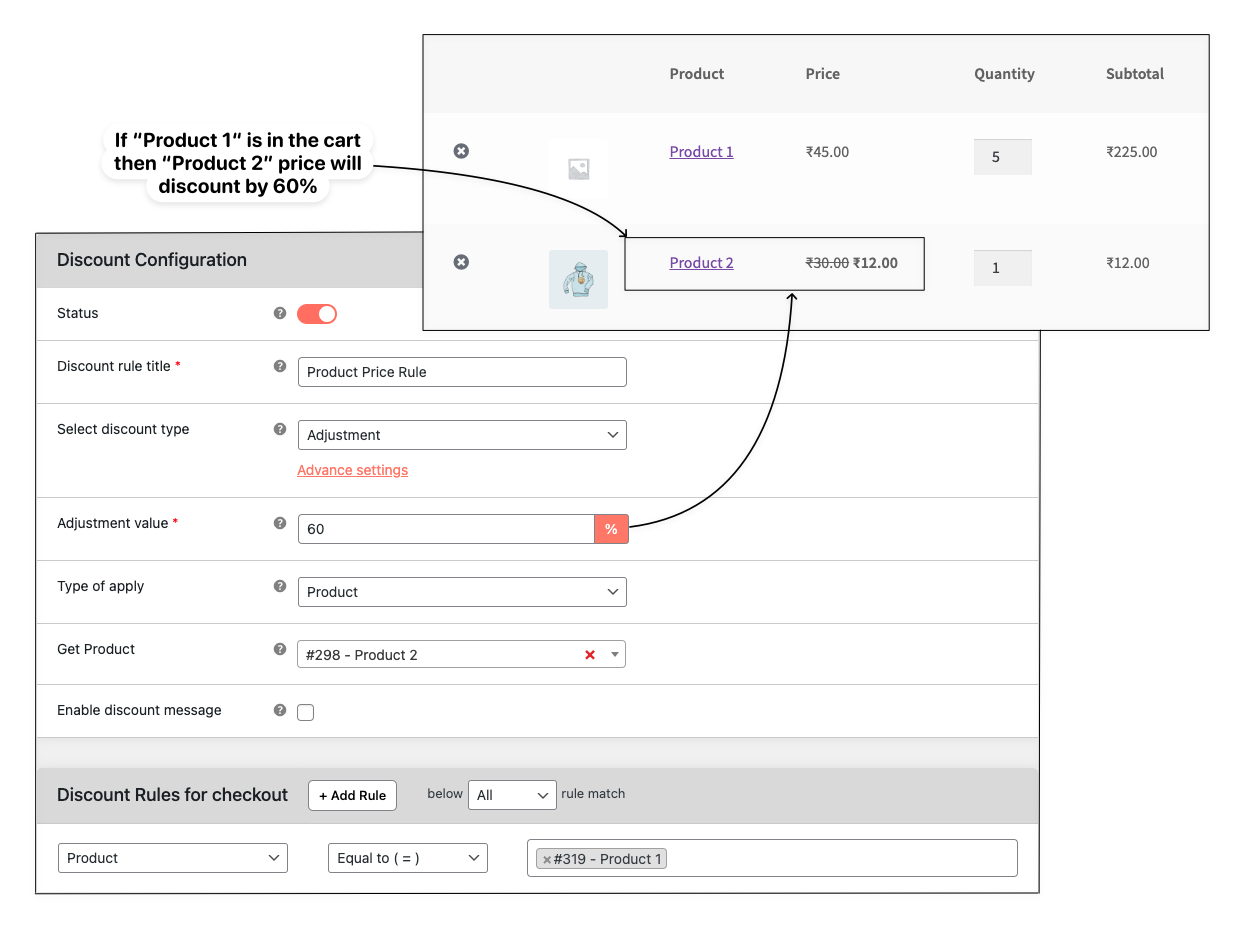 Product Price Quantity Subtotal
Product 1 ₹45.00 5 ₹225.00
Product 2 ₹30.00 ₹12.00 1 ₹12.00
If “Product 1” is in the cart
then “Product 2” price will
discount by 60%
Discount Configuration
Status ?
Discount rule title * ? Product Price Rule
Select discount type ? Adjustment
Advance settings
Adjustment value * ? 60 %
Type of apply ? Product
Get Product ? #298 - Product 2
Enable discount message ?
Discount Rules for checkout + Add Rule below All rule match
Product Equal to ( = ) ×#319 - Product 1